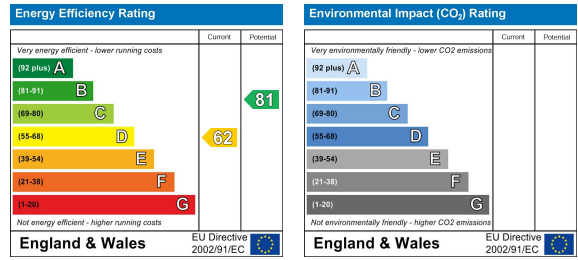 Energy Efficiency Rating
Current Potential
Very energy efficient - lower running costs
(92 plus) A
(81-91) B
(69-80) C
(55-68) D
(39-54) E
(21-38) F
(1-20) G
62
81
Not energy efficient - higher running costs
England & Wales
EU Directive
2002/91/EC
Environmental Impact (CO2) Rating
Current Potential
Very environmentally friendly - lower CO2 emissions
(92 plus) A
(81-91) B
(69-80) C
(55-68) D
(39-54) E
(21-38) F
(1-20) G
Not environmentally friendly - higher CO2 emissions
England & Wales
EU Directive
2002/91/EC